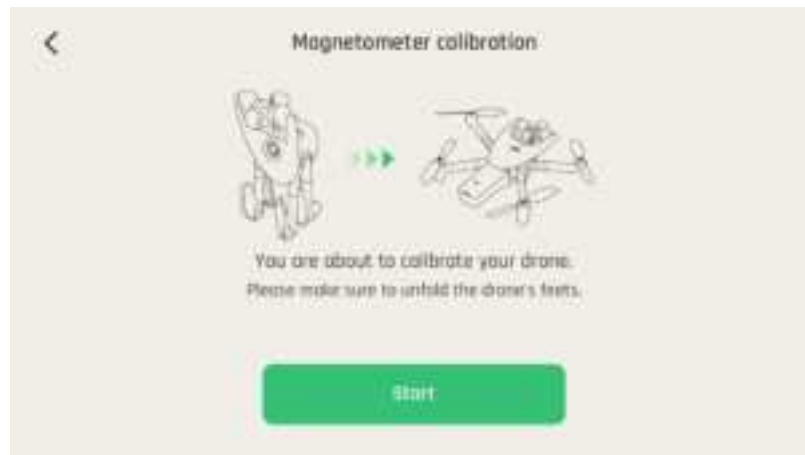 Magnetometer calibration
You are about to calibrate your drone.
Please make sure to unfold the drone's feets.
Start